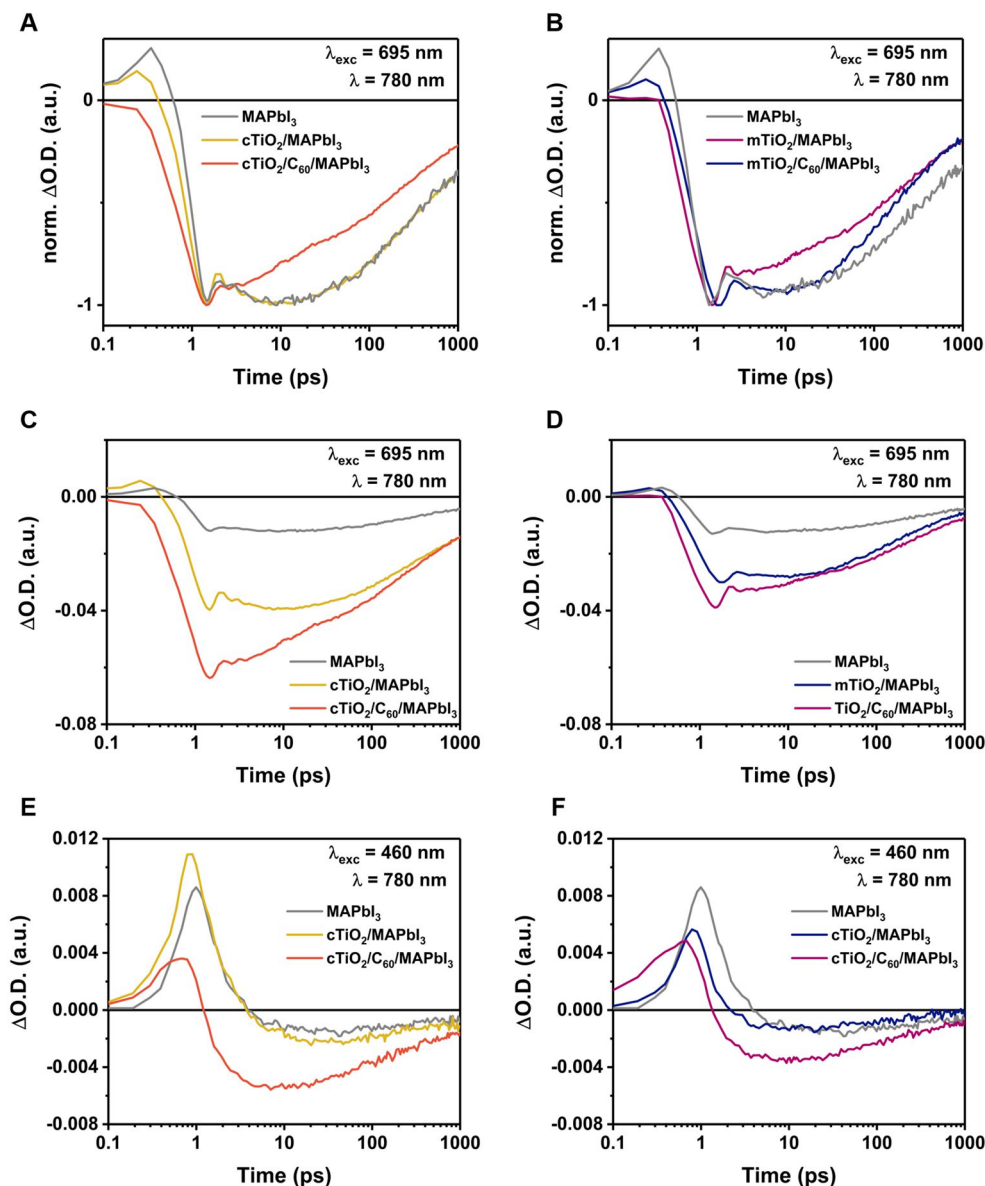 A
λexc = 695 nm
λ = 780 nm
MAPbI3
cTiO2/MAPbI3
cTiO2/C60/MAPbI3
norm. ΔO.D. (a.u.)
0
-1
0.1 1 10 100 1000
Time (ps)
B
λexc = 695 nm
λ = 780 nm
MAPbI3
mTiO2/MAPbI3
mTiO2/C60/MAPbI3
norm. ΔO.D. (a.u.)
0
-1
0.1 1 10 100 1000
Time (ps)
C
λexc = 695 nm
λ = 780 nm
ΔO.D. (a.u.)
0.00
-0.04
-0.08
MAPbI3
cTiO2/MAPbI3
cTiO2/C60/MAPbI3
0.1 1 10 100 1000
Time (ps)
D
λexc = 695 nm
λ = 780 nm
ΔO.D. (a.u.)
0.00
-0.04
-0.08
MAPbI3
mTiO2/MAPbI3
TiO2/C60/MAPbI3
0.1 1 10 100 1000
Time (ps)
E
λexc = 460 nm
λ = 780 nm
MAPbI3
cTiO2/MAPbI3
cTiO2/C60/MAPbI3
ΔO.D. (a.u.)
0.012
0.008
0.004
0.000
-0.004
-0.008
0.1 1 10 100 1000
Time (ps)
F
λexc = 460 nm
λ = 780 nm
MAPbI3
cTiO2/MAPbI3
cTiO2/C60/MAPbI3
ΔO.D. (a.u.)
0.012
0.008
0.004
0.000
-0.004
-0.008
0.1 1 10 100 1000
Time (ps)